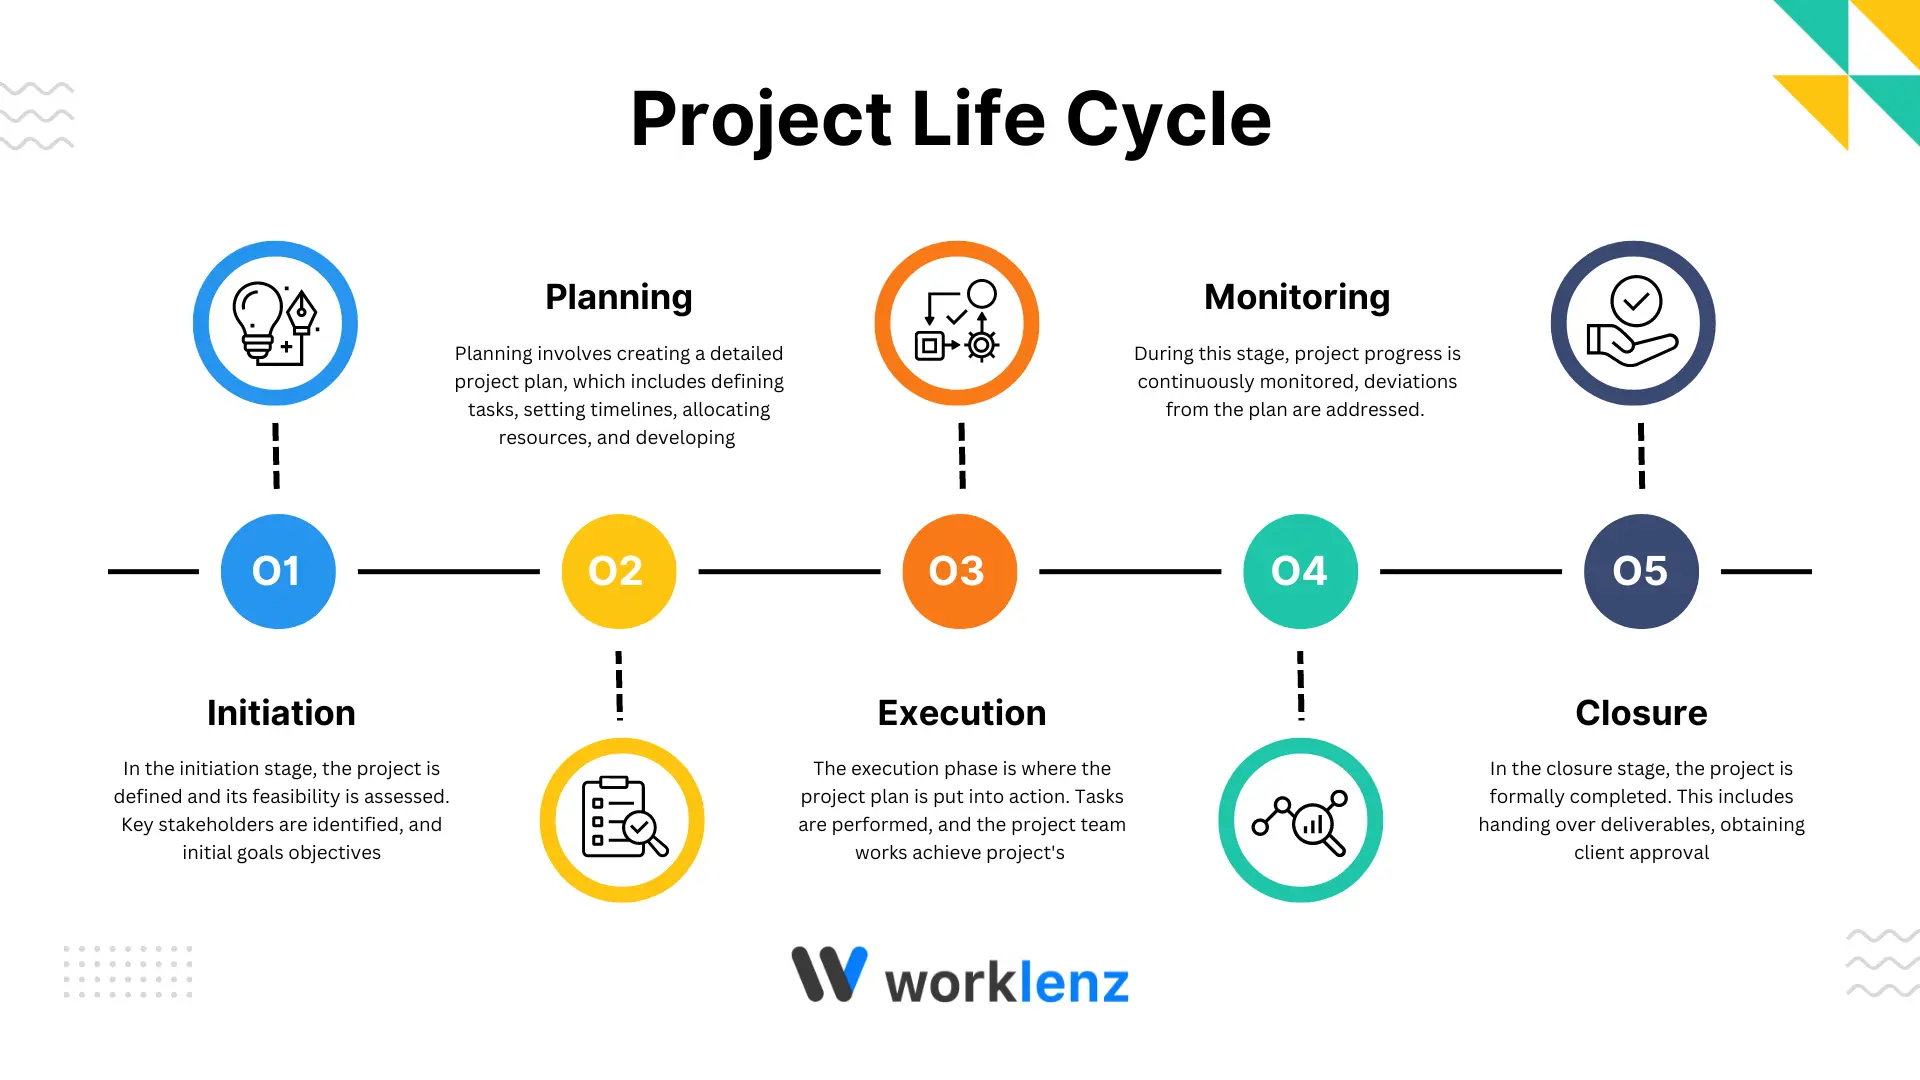 Project Life Cycle
Planning
Planning involves creating a detailed
project plan, which includes defining
tasks, setting timelines, allocating
resources, and developing
Monitoring
During this stage, project progress is
continuously monitored, deviations
from the plan are addressed.
01
02
03
04
05
Initiation
In the initiation stage, the project is
defined and its feasibility is assessed.
Key stakeholders are identified, and
initial goals objectives
Execution
The execution phase is where the
project plan is put into action. Tasks
are performed, and the project team
works achieve project's
Closure
In the closure stage, the project is
formally completed. This includes
handing over deliverables, obtaining
client approval
worklenz